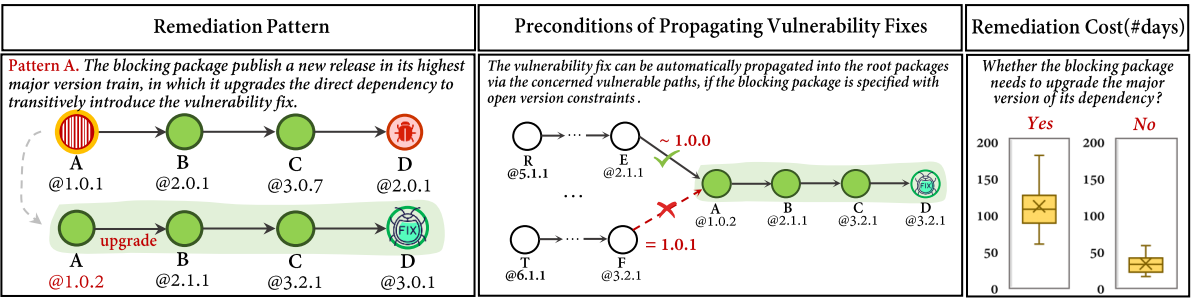 Remediation Pattern
Preconditions of Propagating Vulnerability Fixes
Remediation Cost(#days)
Pattern A. The blocking package publish a new release in its highest
major version train, in which it upgrades the direct dependency to
transitively introduce the vulnerability fix.
A
B
C
D
@1.0.1
@2.0.1
@3.0.7
@2.0.1
upgrade
FIX
A
B
C
D
@1.0.2
@2.1.1
@3.2.1
@3.0.1
The vulnerability fix can be automatically propagated into the root packages
via the concerned vulnerable paths, if the blocking package is specified with
open version constraints .
...
R
E
@5.1.1
@2.1.1
~ 1.0.0
...
FIX
A
B
C
D
@1.0.2
@2.1.1
@3.2.1
@3.2.1
...
= 1.0.1
T
F
@6.1.1
@3.2.1
Whether the blocking package
needs to upgrade the major
version of its dependency?
Yes
No
200
150
100
50
0
200
150
100
50
0